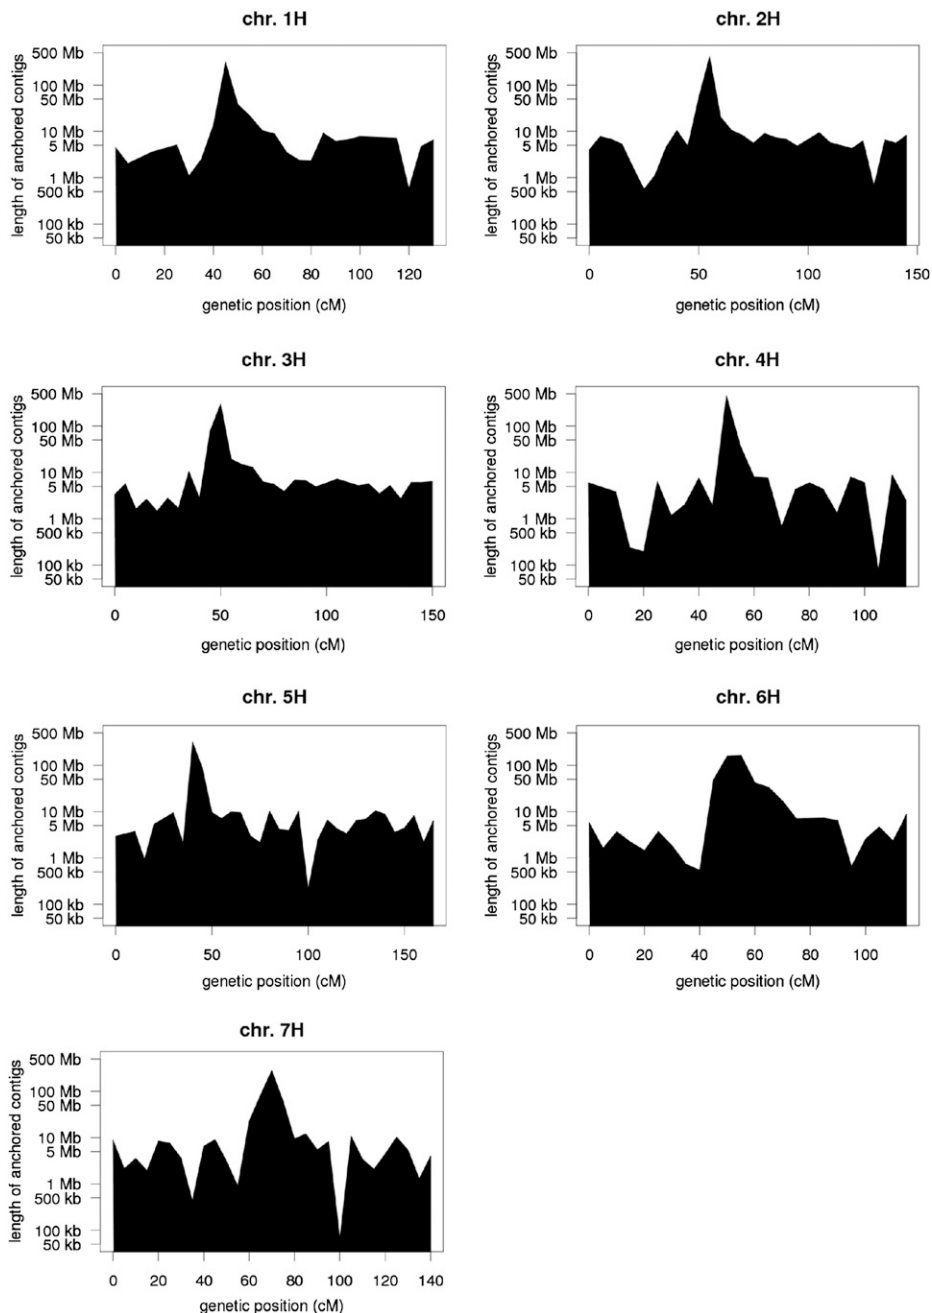 chr. 1H
length of anchored contigs
500 Mb
100 Mb
50 Mb
10 Mb
5 Mb
1 Mb
500 kb
100 kb
50 kb
0 20 40 60 80 100 120
genetic position (cM)
chr. 2H
length of anchored contigs
500 Mb
100 Mb
50 Mb
10 Mb
5 Mb
1 Mb
500 kb
100 kb
50 kb
0 50 100 150
genetic position (cM)
chr. 3H
length of anchored contigs
500 Mb
100 Mb
50 Mb
10 Mb
5 Mb
1 Mb
500 kb
100 kb
50 kb
0 50 100 150
genetic position (cM)
chr. 4H
length of anchored contigs
500 Mb
100 Mb
50 Mb
10 Mb
5 Mb
1 Mb
500 kb
100 kb
50 kb
0 20 40 60 80 100
genetic position (cM)
chr. 5H
length of anchored contigs
500 Mb
100 Mb
50 Mb
10 Mb
5 Mb
1 Mb
500 kb
100 kb
50 kb
0 50 100 150
genetic position (cM)
chr. 6H
length of anchored contigs
500 Mb
100 Mb
50 Mb
10 Mb
5 Mb
1 Mb
500 kb
100 kb
50 kb
0 20 40 60 80 100
genetic position (cM)
chr. 7H
length of anchored contigs
500 Mb
100 Mb
50 Mb
10 Mb
5 Mb
1 Mb
500 kb
100 kb
50 kb
0 20 40 60 80 100 120 140
genetic position (cM)